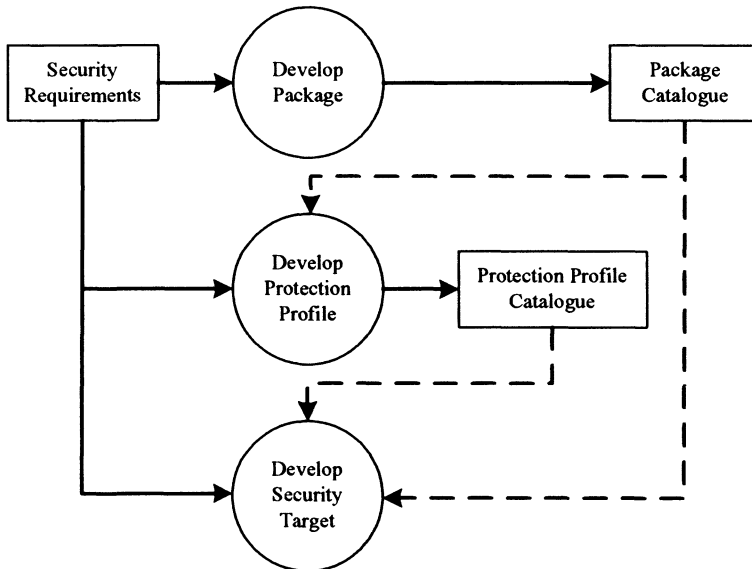 Security
Requirements
Develop
Package
Package
Catalogue
Develop
Protection
Profile
Protection Profile
Catalogue
Develop
Security
Target